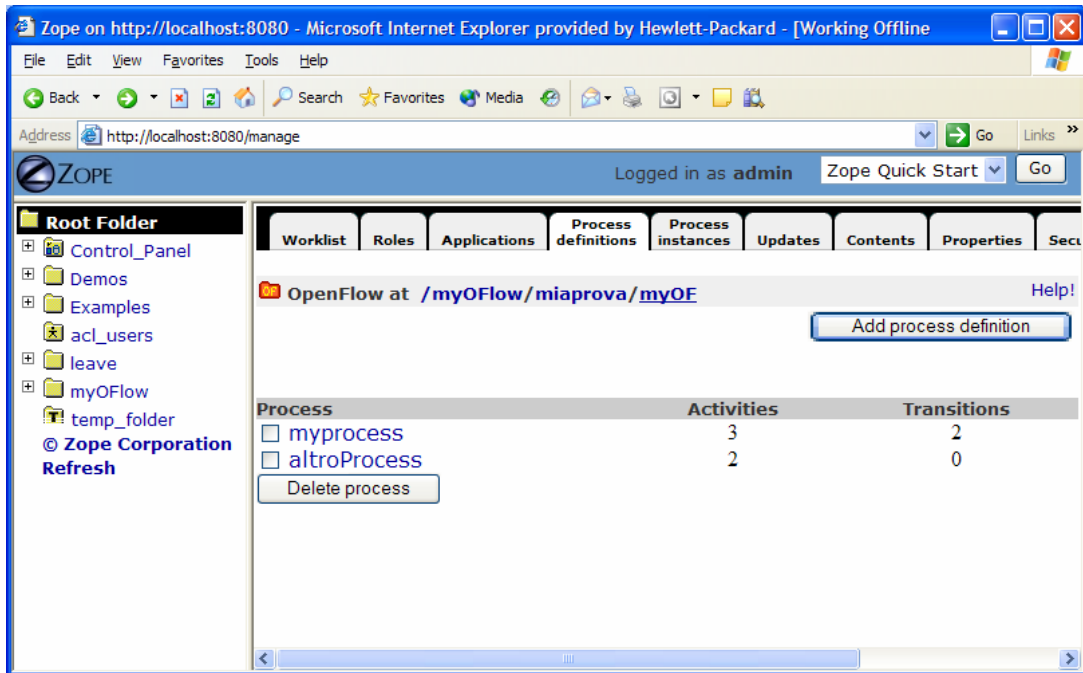 Zope on http://localhost:8080 - Microsoft Internet Explorer provided by Hewlett-Packard - [Working Offline
File Edit View Favorites Tools Help
Back Search Favorites Media
Address http://localhost:8080/manage Go Links »
ZOPE Logged in as admin Zope Quick Start Go
Root Folder
Control_Panel
Demos
Examples
acl_users
leave
myOFlow
temp_folder
© Zope Corporation
Refresh
Worklist Roles Applications Process definitions Process instances Updates Contents Properties Secu
OF OpenFlow at /myOFlow/miaprova/myOF Help!
Add process definition
Process Activities Transitions
myprocess 3 2
altroProcess 2 0
Delete process